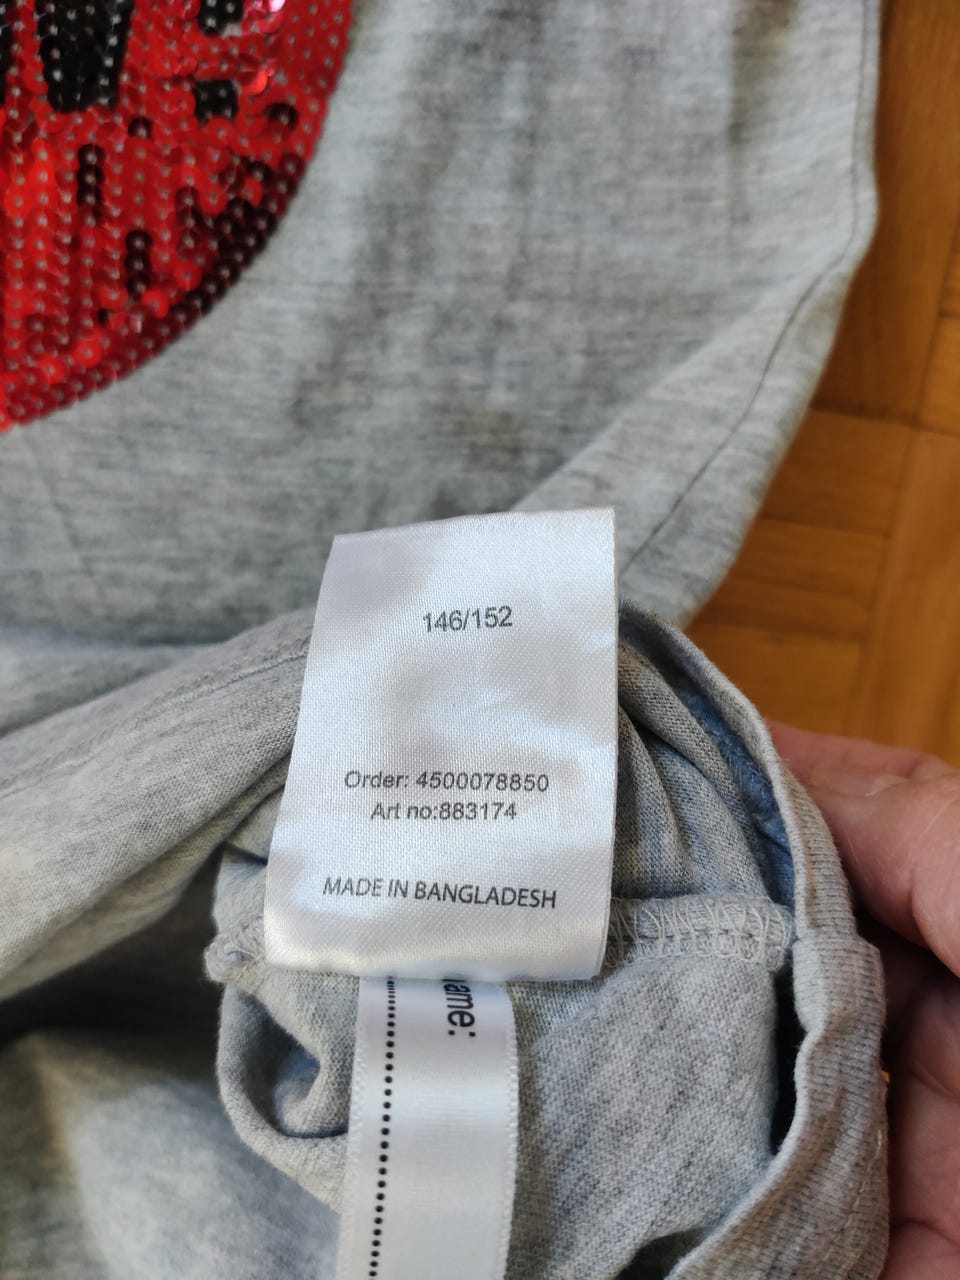 146/152
Order: 4500078850
Art no:883174
MADE IN BANGLADESH
ame: